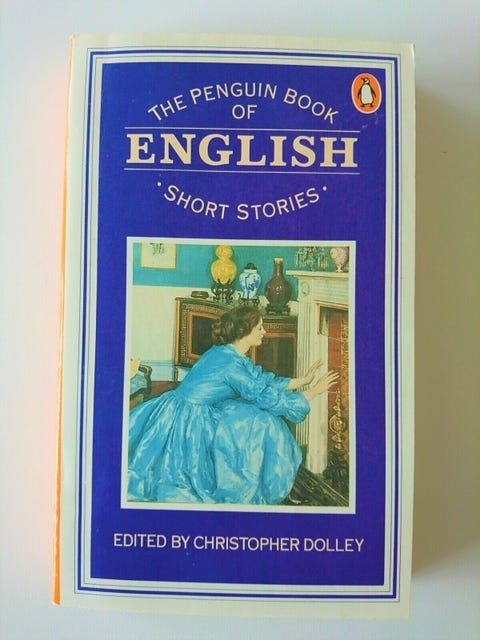 THE PENGUIN BOOK
OF
ENGLISH
· SHORT STORIES ·
EDITED BY CHRISTOPHER DOLLEY